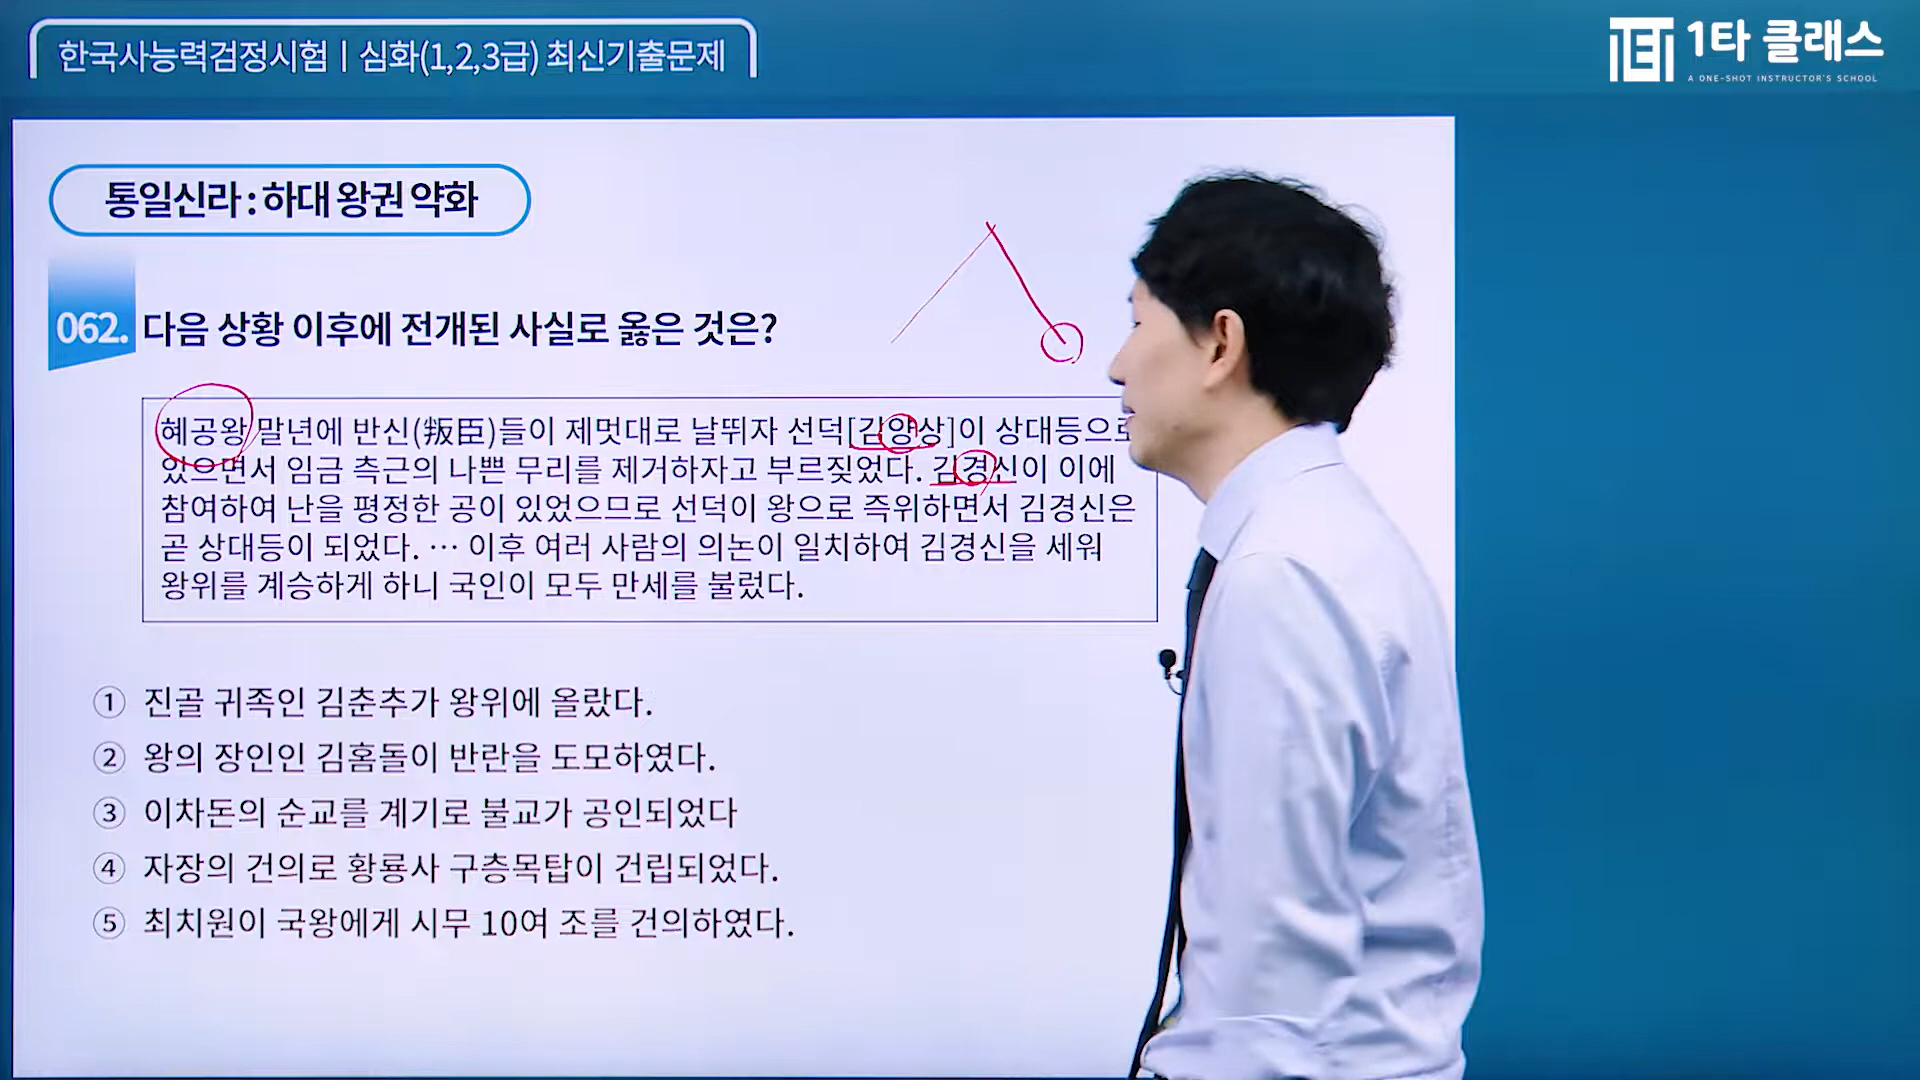 한국사능력검정시험 | 심화(1,2,3급) 최신기출문제
1타 클래스
A ONE-SHOT INSTRUCTOR'S SCHOOL
통일신라 : 하대 왕권 약화
062. 다음 상황 이후에 전개된 사실로 옳은 것은?
혜공왕 말년에 반신(叛臣)들이 제멋대로 날뛰자 선덕[김양상]이 상대등으로
있으면서 임금 측근의 나쁜 무리를 제거하자고 부르짖었다. 김경신이 이에
참여하여 난을 평정한 공이 있었으므로 선덕이 왕으로 즉위하면서 김경신은
곧 상대등이 되었다. … 이후 여러 사람의 의논이 일치하여 김경신을 세워
왕위를 계승하게 하니 국인이 모두 만세를 불렀다.
① 진골 귀족인 김춘추가 왕위에 올랐다.
② 왕의 장인인 김흠돌이 반란을 도모하였다.
③ 이차돈의 순교를 계기로 불교가 공인되었다
④ 자장의 건의로 황룡사 구층목탑이 건립되었다.
⑤ 최치원이 국왕에게 시무 10여 조를 건의하였다.